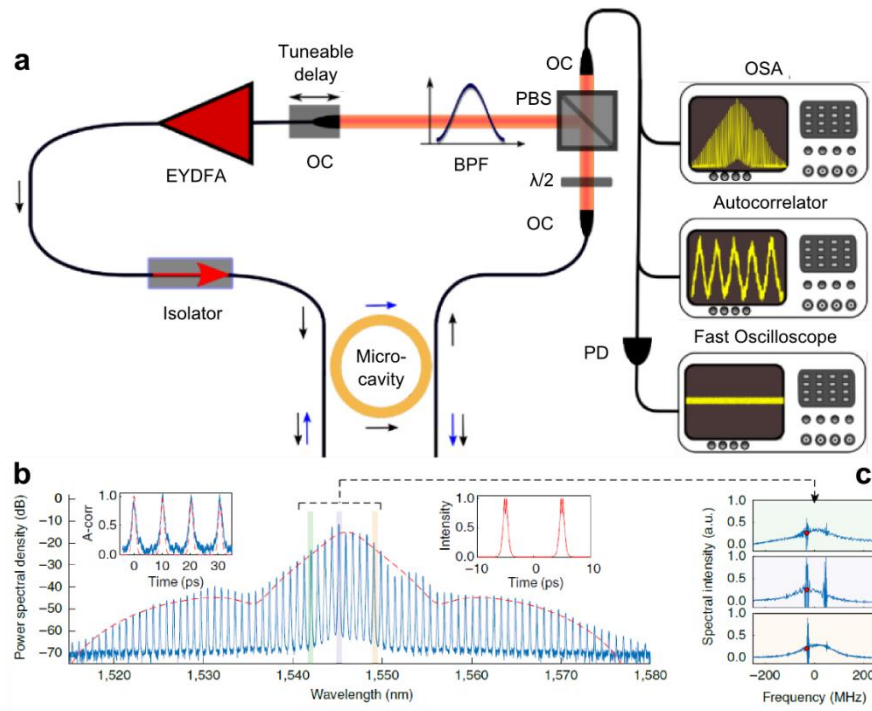 a
Tuneable
delay
OC
PBS
OSA
EYDFA
OC
BPF
λ/2
OC
Autocorrelator
Isolator
Micro-
cavity
PD
Fast Oscilloscope
b
c
Power spectral density (dB)
0
−10
−20
−30
−40
−50
−60
−70
A-corr
1.0
0.5
0.0
0 10 20 30
Time (ps)
Intensity
1.0
0.5
0.0
−10 0 10
Time (ps)
1,520 1,530 1,540 1,550 1,560 1,570 1,580
Wavelength (nm)
Spectral intensity (a.u.)
1.0
0.5
0.0
1.0
0.5
0.0
1.0
0.5
0.0
−200 0 200
Frequency (MHz)